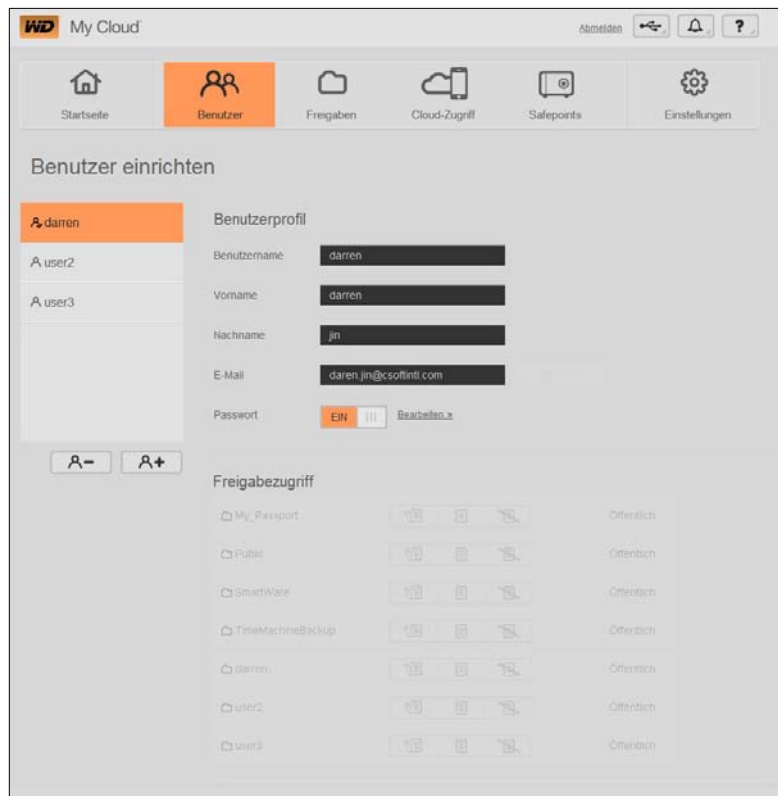 WD My Cloud
Abmelden ?
Startseite Benutzer Freigaben Cloud-Zugriff Safepoints Einstellungen
Benutzer einrichten
darren
user2
user3
Benutzerprofil
Benutzername darren
Vorname darren
Nachname jin
E-Mail daren.jin@csoftintl.com
Passwort EIN Bearbeiten »
Freigabezugriff
My_Passport Öffentlich
Public Öffentlich
SmartWare Öffentlich
TimeMachineBackup Öffentlich
darren Öffentlich
user2 Öffentlich
user3 Öffentlich